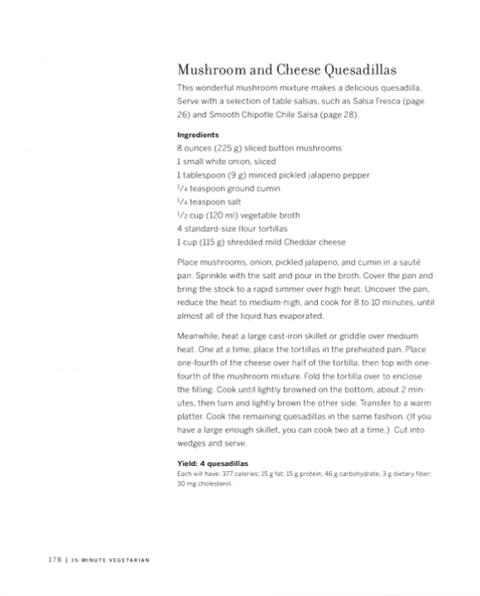 Mushroom and Cheese Quesadillas
This wonderful mushroom mixture makes a delicious quesadilla.
Serve with a selection of table salsas, such as Salsa Fresca (page
26) and Smooth Chipotle Chile Salsa (page 28).
Ingredients
8 ounces (225 g) sliced button mushrooms
1 small white onion, sliced
1 tablespoon (9 g) minced pickled jalapeno pepper
1/4 teaspoon ground cumin
1/4 teaspoon salt
1/2 cup (120 ml) vegetable broth
4 standard-size flour tortillas
1 cup (115 g) shredded mild Cheddar cheese
Place mushrooms, onion, pickled jalapeno, and cumin in a sauté
pan. Sprinkle with the salt and pour in the broth. Cover the pan and
bring the stock to a rapid simmer over high heat. Uncover the pan,
reduce the heat to medium-high, and cook for 8 to 10 minutes, until
almost all of the liquid has evaporated.
Meanwhile, heat a large cast-iron skillet or griddle over medium
heat. One at a time, place the tortillas in the preheated pan. Place
one-fourth of the cheese over half of the tortilla, then top with one-
fourth of the mushroom mixture. Fold the tortilla over to enclose
the filling. Cook until lightly browned on the bottom, about 2 min-
utes, then turn and lightly brown the other side. Transfer to a warm
platter. Cook the remaining quesadillas in the same fashion. (If you
have a large enough skillet, you can cook two at a time.) Cut into
wedges and serve.
Yield: 4 quesadillas
Each will have: 377 calories; 15 g fat; 15 g protein; 46 g carbohydrate; 3 g dietary fiber;
30 mg cholesterol.
178 | 15-MINUTE VEGETARIAN